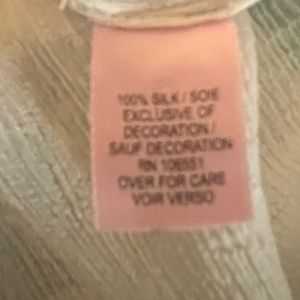 100% SILK / SOIE
EXCLUSIVE OF
DECORATION /
SAUF DECORATION
RN 106551
OVER FOR CARE
VOIR VERSO